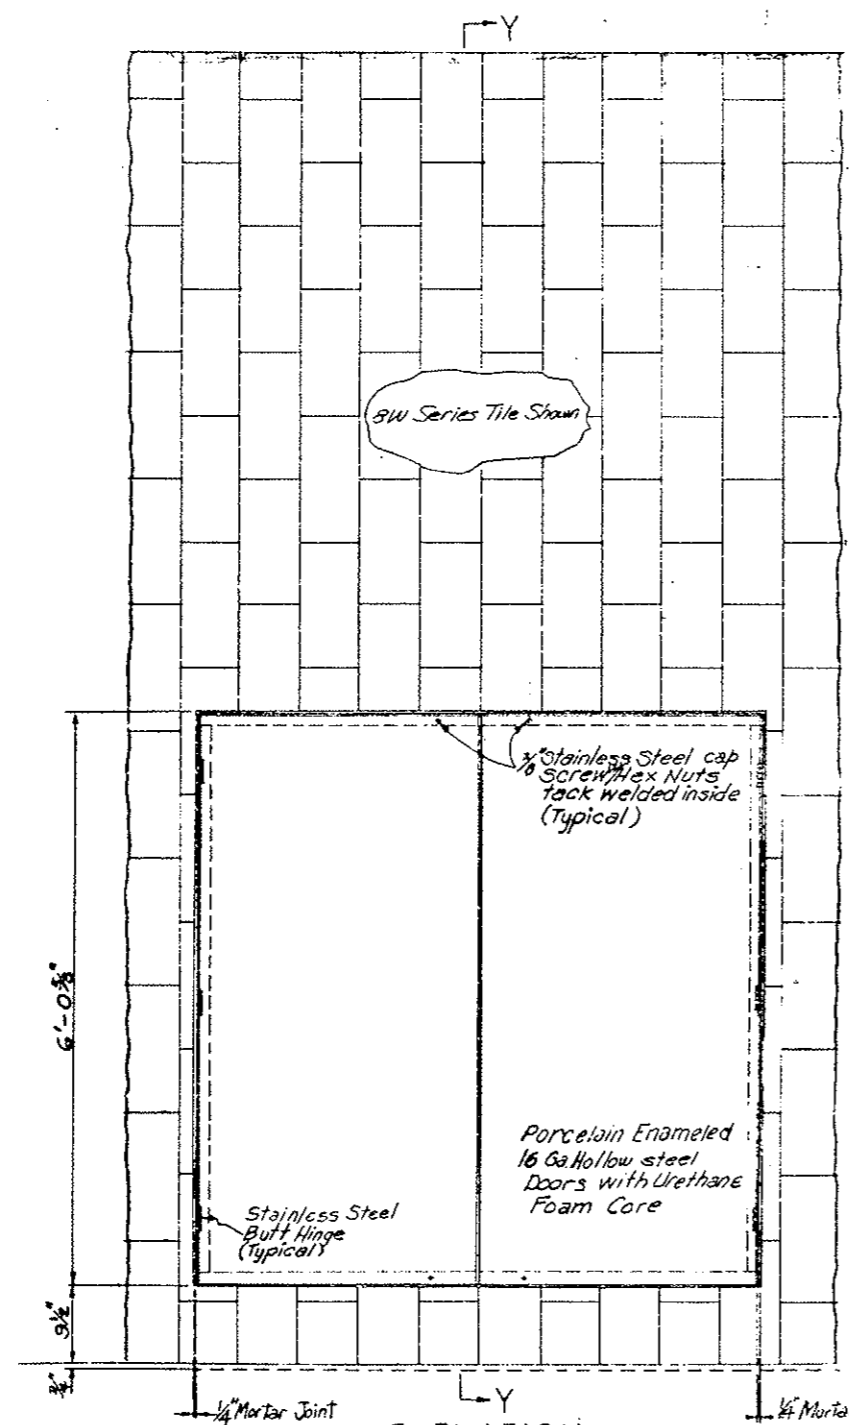 Y
8W Series Tile Shown
3/8" Stainless Steel cap
Screw, Hex Nuts
tack welded inside
(Typical)
6'-0 5/8"
Porcelain Enameled
16 Ga. Hollow steel
Doors with Urethane
Foam Core
Stainless Steel
Butt Hinge
(Typical)
9 1/2"
3/4"
Y
1/4" Mortar Joint
1/4" Morta